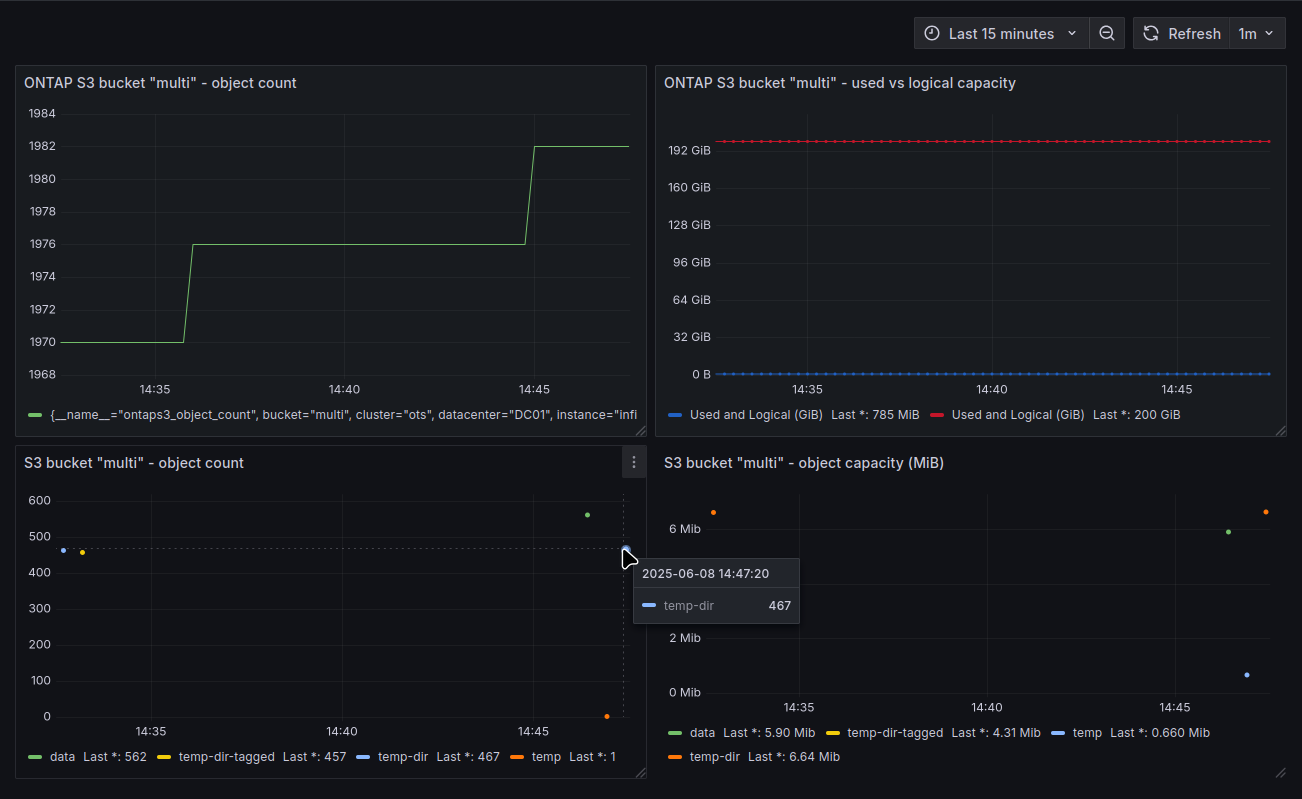 Last 15 minutes
Refresh 1m
ONTAP S3 bucket "multi" - object count
1984
1982
1980
1978
1976
1974
1972
1970
1968
14:35 14:40 14:45
{__name__="ontaps3_object_count", bucket="multi", cluster="ots", datacenter="DC01", instance="infi
ONTAP S3 bucket "multi" - used vs logical capacity
192 GiB
160 GiB
128 GiB
96 GiB
64 GiB
32 GiB
0 B
14:35 14:40 14:45
Used and Logical (GiB) Last *: 785 MiB Used and Logical (GiB) Last *: 200 GiB
S3 bucket "multi" - object count
600
500
400
300
200
100
0
14:35 14:40 14:45
data Last *: 562 temp-dir-tagged Last *: 457 temp-dir Last *: 467 temp Last *: 1
2025-06-08 14:47:20
temp-dir 467
S3 bucket "multi" - object capacity (MiB)
6 Mib
2 Mib
0 Mib
14:35 14:40 14:45
data Last *: 5.90 Mib temp-dir-tagged Last *: 4.31 Mib temp Last *: 0.660 Mib
temp-dir Last *: 6.64 Mib